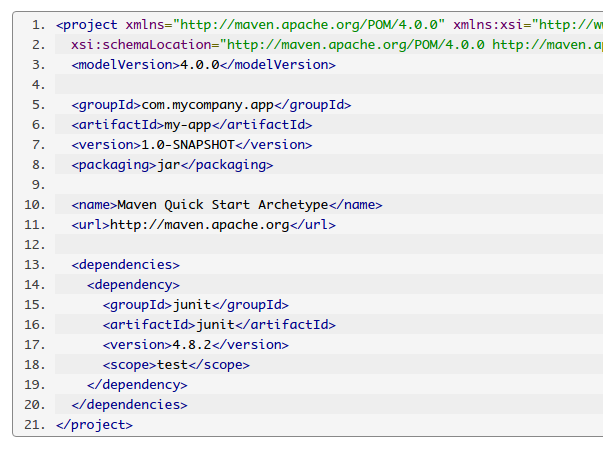 1. <project xmlns="http://maven.apache.org/POM/4.0.0" xmlns:xsi="http://w
2. xsi:schemaLocation="http://maven.apache.org/POM/4.0.0 http://maven.a
3. <modelVersion>4.0.0</modelVersion>
4.
5. <groupId>com.mycompany.app</groupId>
6. <artifactId>my-app</artifactId>
7. <version>1.0-SNAPSHOT</version>
8. <packaging>jar</packaging>
9.
10. <name>Maven Quick Start Archetype</name>
11. <url>http://maven.apache.org</url>
12.
13. <dependencies>
14. <dependency>
15. <groupId>junit</groupId>
16. <artifactId>junit</artifactId>
17. <version>4.8.2</version>
18. <scope>test</scope>
19. </dependency>
20. </dependencies>
21. </project>